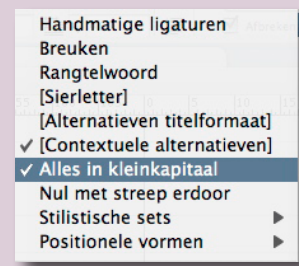 Handmatige ligaturen
Breuken
Rangtelwoord
[Sierletter]
[Alternatieven titelformaat]
✓ [Contextuele alternatieven]
✓ Alles in kleinkapitaal
Nul met streep erdoor
Stilistische sets ▶
Positionele vormen ▶